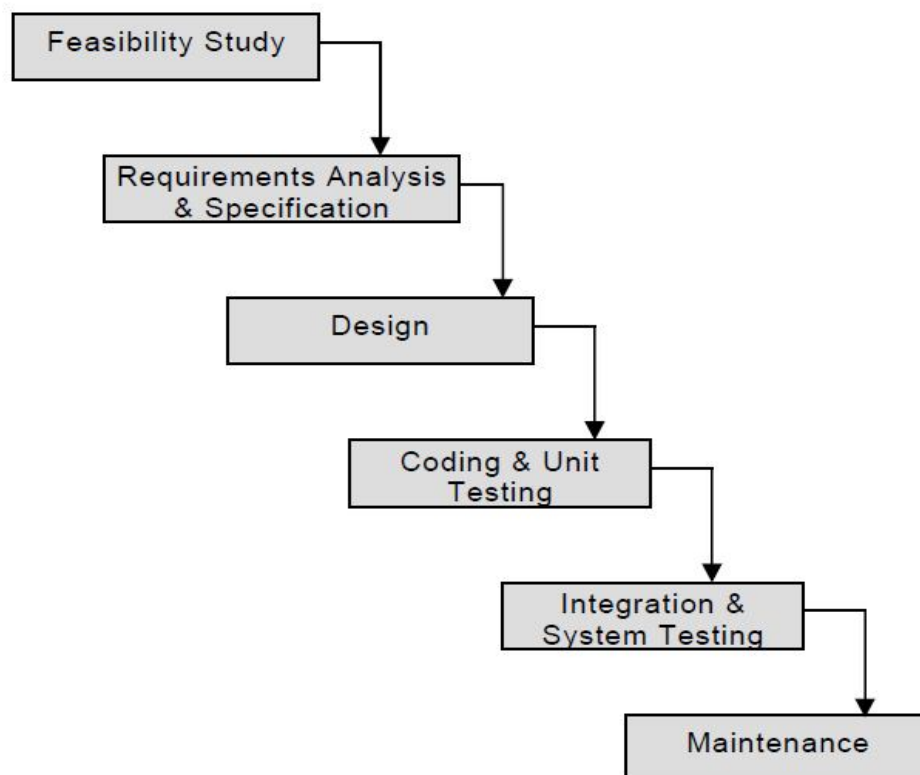 Feasibility Study
Requirements Analysis
& Specification
Design
Coding & Unit
Testing
Integration &
System Testing
Maintenance